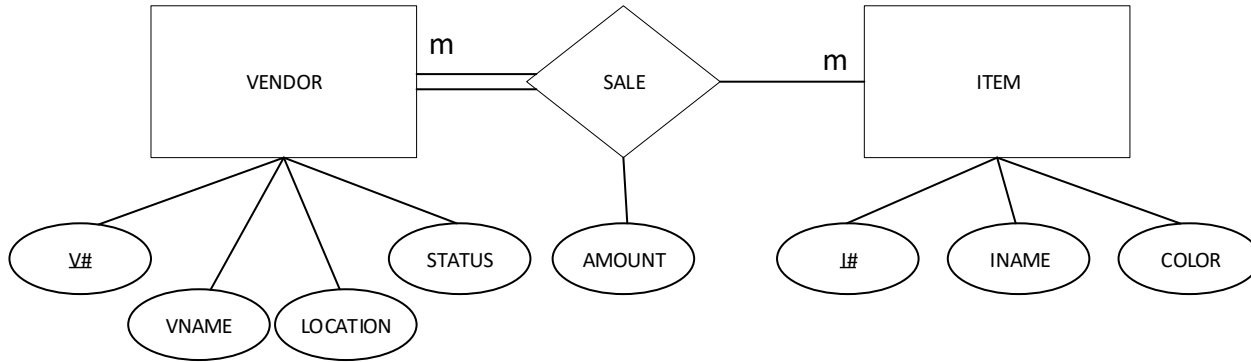 m
m
VENDOR
SALE
ITEM
V#
STATUS
AMOUNT
I#
INAME
COLOR
VNAME
LOCATION